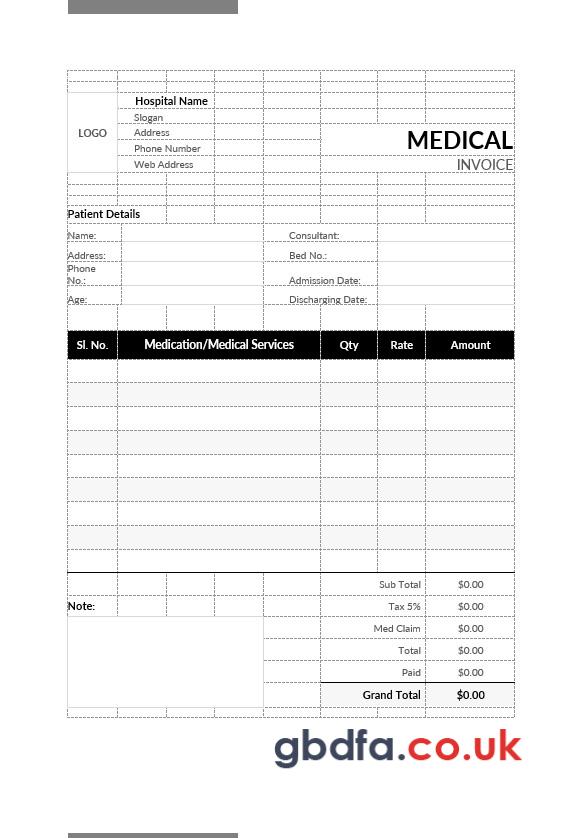 Hospital Name
Slogan
LOGO
Address
MEDICAL
Phone Number
Web Address
INVOICE
Patient Details
Name: Consultant:
Address: Bed No.:
Phone
No.: Admission Date:
Age: Discharging Date:
Sl. No. Medication/Medical Services Qty Rate Amount
Sub Total $0.00
Note: Tax 5% $0.00
Med Claim $0.00
Total $0.00
Paid $0.00
Grand Total $0.00
gbdfa.co.uk